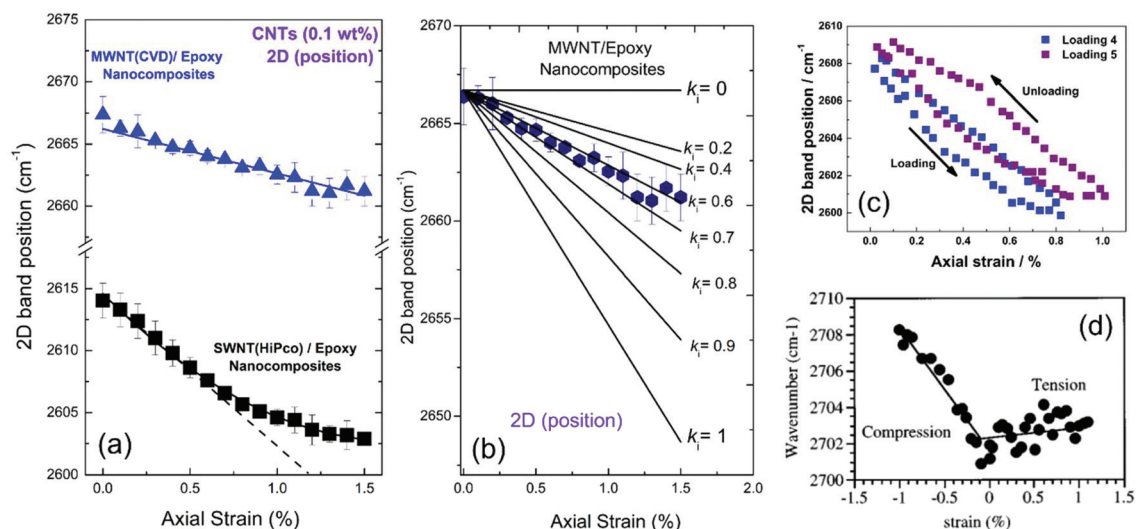 CNTs (0.1 wt%)
2D (position)
MWNT(CVD)/ Epoxy
Nanocomposites
SWNT(HiPco) / Epoxy
Nanocomposites
(a)
2D band position (cm-1)
2675
2670
2665
2660
2615
2610
2605
2600
0.0
0.5
1.0
1.5
Axial Strain (%)
MWNT/Epoxy
Nanocomposites
ki= 0
ki= 0.2
ki= 0.4
ki= 0.6
ki= 0.7
ki= 0.8
ki= 0.9
ki= 1
2D (position)
(b)
2D band position (cm-1)
2670
2665
2660
2655
2650
0.0
0.5
1.0
1.5
2.0
Axial Strain (%)
Loading 4
Loading 5
Unloading
Loading
(c)
2D band position / cm-1
2610
2608
2606
2604
2602
2600
0.0
0.2
0.4
0.6
0.8
1.0
Axial strain / %
(d)
Tension
Compression
Wavenumber (cm-1)
2710
2708
2706
2704
2702
2700
-1.5
-1
-0.5
0
0.5
1
1.5
strain (%)